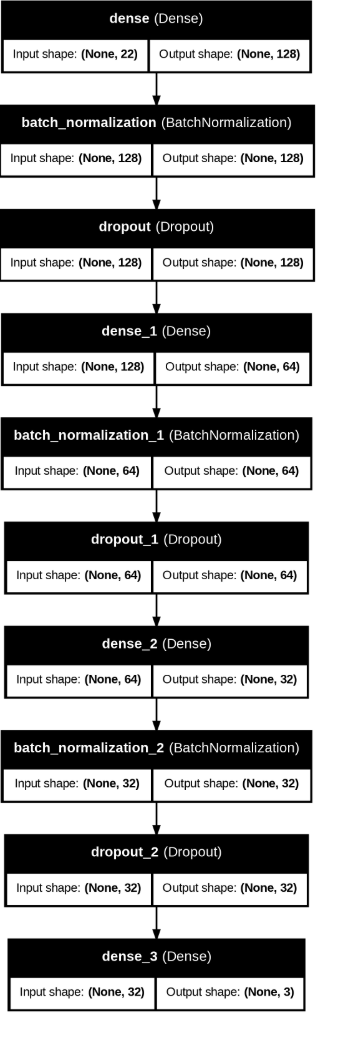 dense (Dense)
Input shape: (None, 22) Output shape: (None, 128)
batch_normalization (BatchNormalization)
Input shape: (None, 128) Output shape: (None, 128)
dropout (Dropout)
Input shape: (None, 128) Output shape: (None, 128)
dense_1 (Dense)
Input shape: (None, 128) Output shape: (None, 64)
batch_normalization_1 (BatchNormalization)
Input shape: (None, 64) Output shape: (None, 64)
dropout_1 (Dropout)
Input shape: (None, 64) Output shape: (None, 64)
dense_2 (Dense)
Input shape: (None, 64) Output shape: (None, 32)
batch_normalization_2 (BatchNormalization)
Input shape: (None, 32) Output shape: (None, 32)
dropout_2 (Dropout)
Input shape: (None, 32) Output shape: (None, 32)
dense_3 (Dense)
Input shape: (None, 32) Output shape: (None, 3)